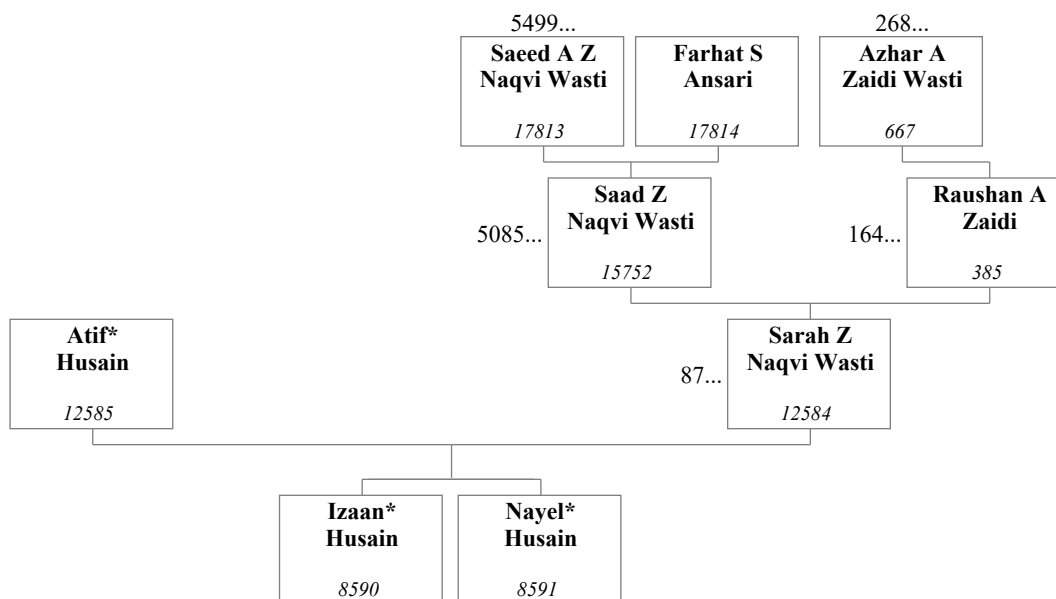 5499...
268...
Saeed A Z
Naqvi Wasti
17813
Farhat S
Ansari
17814
Azhar A
Zaidi Wasti
667
5085...
Saad Z
Naqvi Wasti
15752
164...
Raushan A
Zaidi
385
Atif*
Husain
12585
87...
Sarah Z
Naqvi Wasti
12584
Izaan*
Husain
8590
Nayel*
Husain
8591